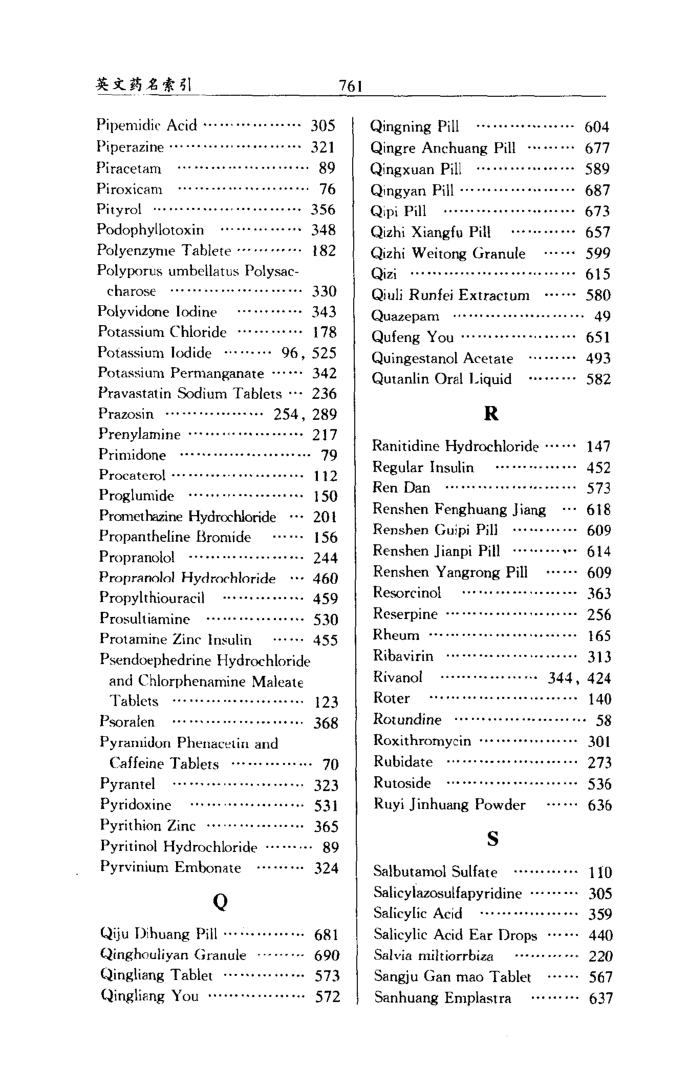 英文药名索引
761
Pipemidic Acid ……………… 305
Piperazine ……………………… 321
Piracetam …………………… 89
Piroxicam …………………… 76
Pityrol ……………………… 356
Podophyllotoxin …………… 348
Polyenzyme Tablete ………… 182
Polyporus umbellatus Polysac-
charose …………………… 330
Polyvidone Iodine ………… 343
Potassium Chloride ………… 178
Potassium Iodide ……… 96, 525
Potassium Permanganate …… 342
Pravastatin Sodium Tablets … 236
Prazosin ……………… 254, 289
Prenylamine ………………… 217
Primidone …………………… 79
Procaterol …………………… 112
Proglumide ………………… 150
Promethazine Hydrochloride … 201
Propantheline Bromide …… 156
Propranolol ………………… 244
Propranolol Hydrochloride … 460
Propylthiouracil …………… 459
Prosultiamine ……………… 530
Protamine Zinc Insulin …… 455
Psendoephedrine Hydrochloride
and Chlorphenamine Maleate
Tablets …………………… 123
Psoralen …………………… 368
Pyramidon Phenacetin and
Caffeine Tablets …………… 70
Pyrantel …………………… 323
Pyridoxine ………………… 531
Pyrithion Zinc ……………… 365
Pyritinol Hydrochloride ……… 89
Pyrvinium Embonate ……… 324
Q
Qiju Dihuang Pill …………… 681
Qinghouliyan Granule ……… 690
Qingliang Tablet …………… 573
Qingliang You ……………… 572
Qingning Pill ……………… 604
Qingre Anchuang Pill ……… 677
Qingxuan Pill ……………… 589
Qingyan Pill ………………… 687
Qipi Pill …………………… 673
Qizhi Xiangfu Pill ………… 657
Qizhi Weitong Granule …… 599
Qizi ………………………… 615
Qiuli Runfei Extractum …… 580
Quazepam …………………… 49
Qufeng You ………………… 651
Quingestanol Acetate ……… 493
Qutanlin Oral Liquid ……… 582
R
Ranitidine Hydrochloride …… 147
Regular Insulin …………… 452
Ren Dan …………………… 573
Renshen Fenghuang Jiang … 618
Renshen Guipi Pill ………… 609
Renshen Jianpi Pill ………… 614
Renshen Yangrong Pill …… 609
Resorcinol ………………… 363
Reserpine …………………… 256
Rheum ……………………… 165
Ribavirin …………………… 313
Rivanol ……………… 344, 424
Roter ……………………… 140
Rotundine …………………… 58
Roxithromycin ……………… 301
Rubidate …………………… 273
Rutoside …………………… 536
Ruyi Jinhuang Powder …… 636
S
Salbutamol Sulfate ………… 110
Salicylazosulfapyridine ……… 305
Salicylic Acid ……………… 359
Salicylic Acid Ear Drops …… 440
Salvia miltiorrbiza ………… 220
Sangju Gan mao Tablet …… 567
Sanhuang Emplastra ……… 637